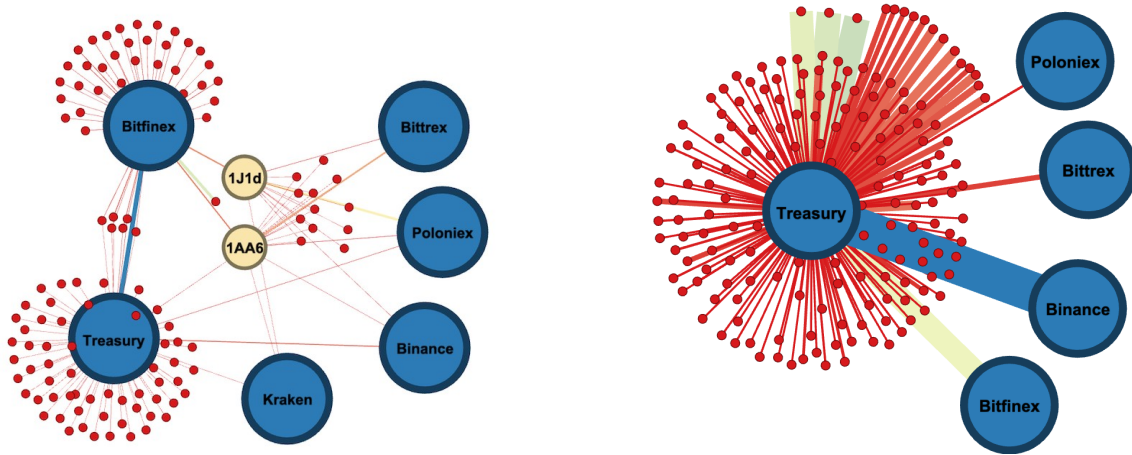 Bitfinex
1J1d
1AA6
Bittrex
Poloniex
Treasury
Binance
Kraken
Poloniex
Bittrex
Treasury
Binance
Bitfinex